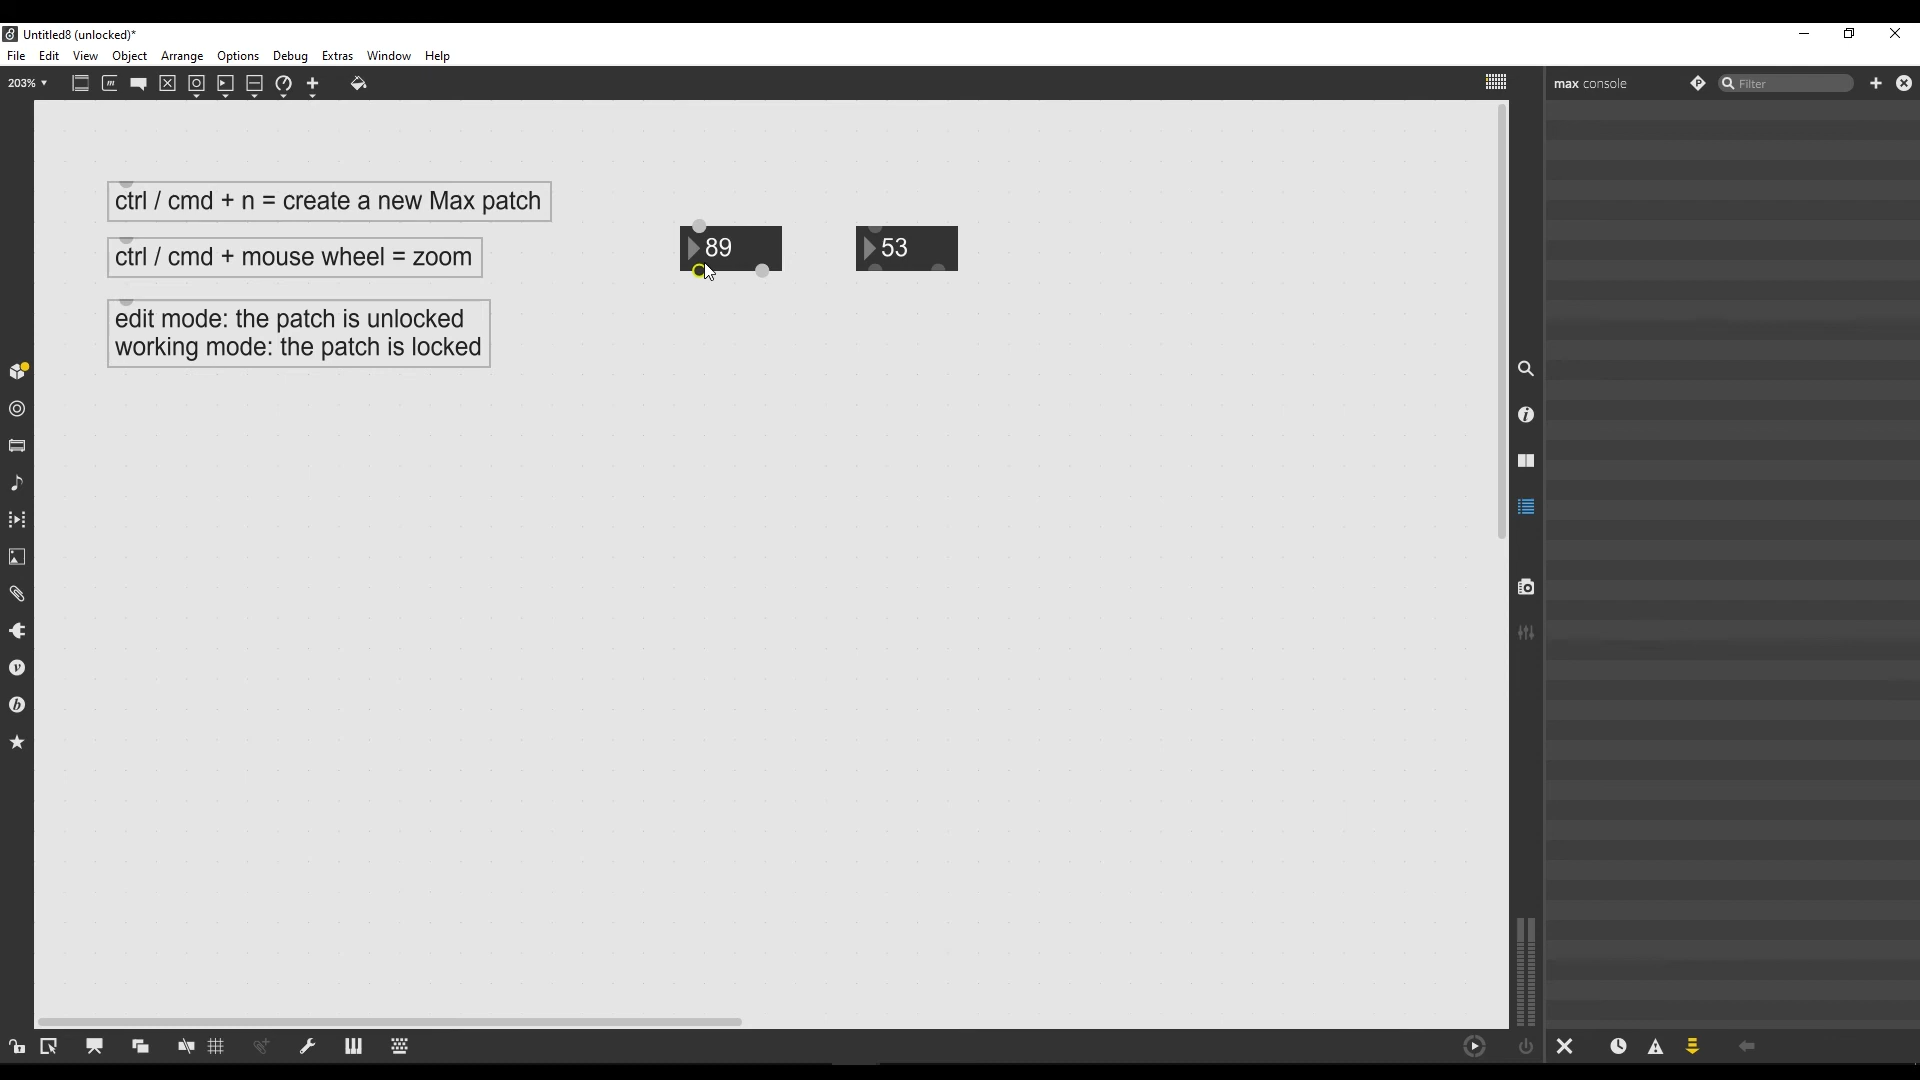 Untitled8 (unlocked)*
File Edit View Object Arrange Options Debug Extras Window Help
203%
max console
Filter
ctrl / cmd + n = create a new Max patch
ctrl / cmd + mouse wheel = zoom
edit mode: the patch is unlocked
working mode: the patch is locked
89
53